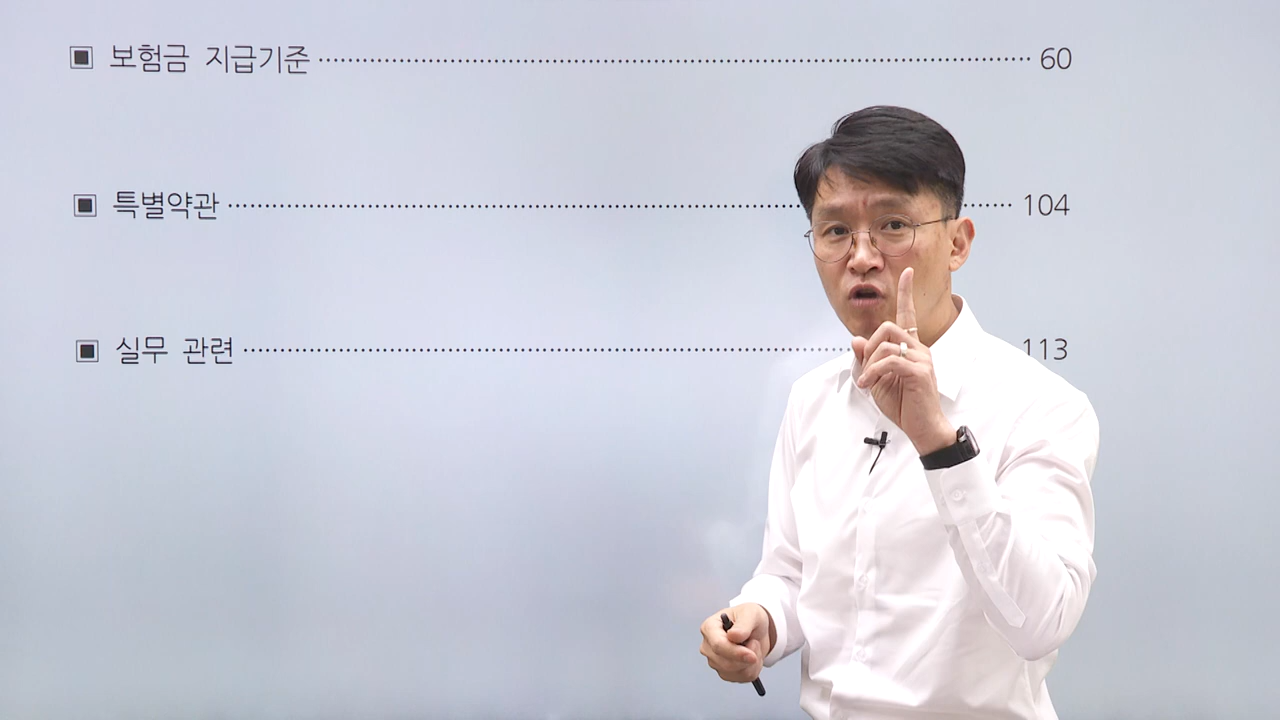 ▣ 보험금 지급기준 60
▣ 특별약관 104
▣ 실무 관련 113